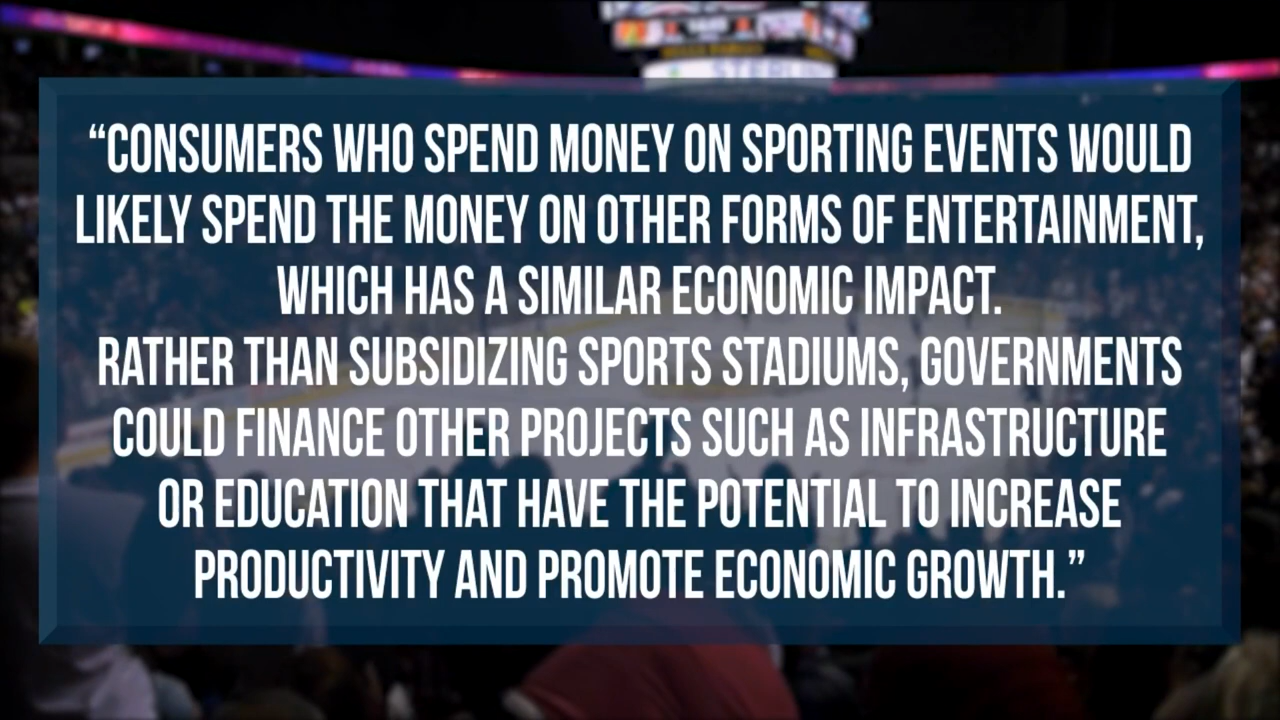 “CONSUMERS WHO SPEND MONEY ON SPORTING EVENTS WOULD
LIKELY SPEND THE MONEY ON OTHER FORMS OF ENTERTAINMENT,
WHICH HAS A SIMILAR ECONOMIC IMPACT.
RATHER THAN SUBSIDIZING SPORTS STADIUMS, GOVERNMENTS
COULD FINANCE OTHER PROJECTS SUCH AS INFRASTRUCTURE
OR EDUCATION THAT HAVE THE POTENTIAL TO INCREASE
PRODUCTIVITY AND PROMOTE ECONOMIC GROWTH.”